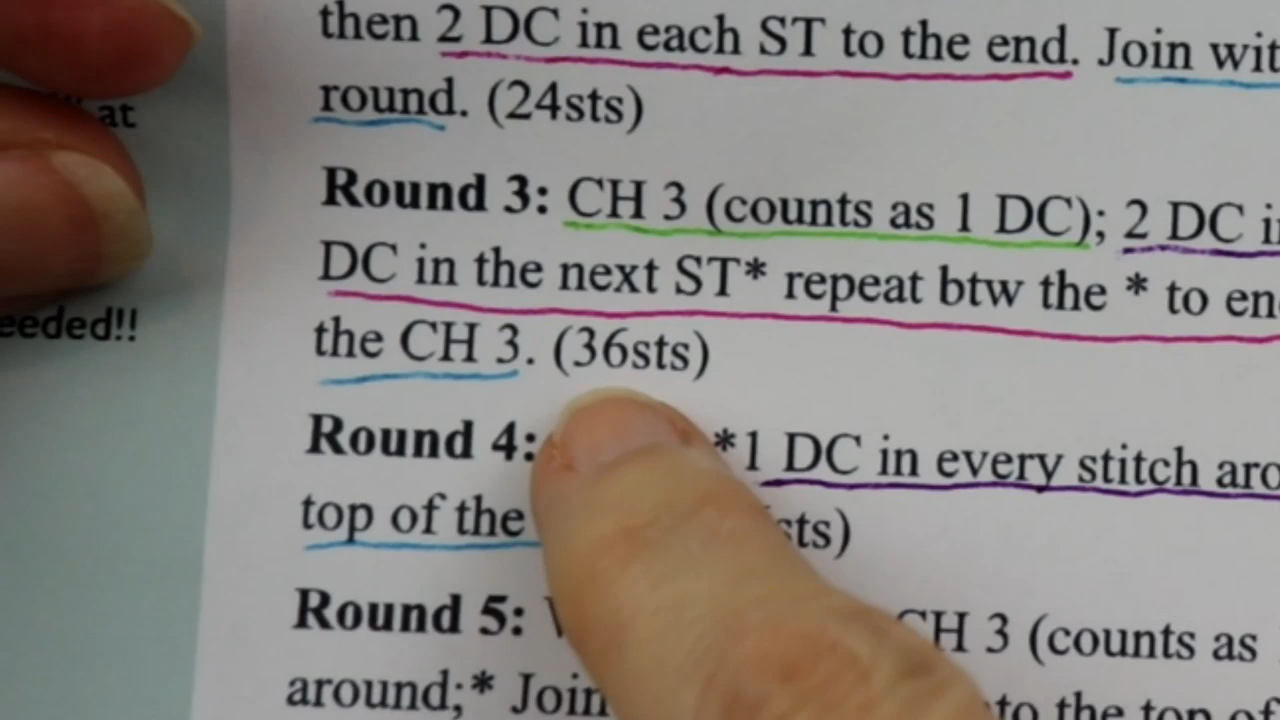 then 2 DC in each ST to the end. Join wit
round. (24sts)
Round 3: CH 3 (counts as 1 DC); 2 DC i
DC in the next ST* repeat btw the * to en
the CH 3. (36sts)
Round 4: *1 DC in every stitch aro
top of the sts)
Round 5: CH 3 (counts as
around;* Join to the top of
at
eeded!!